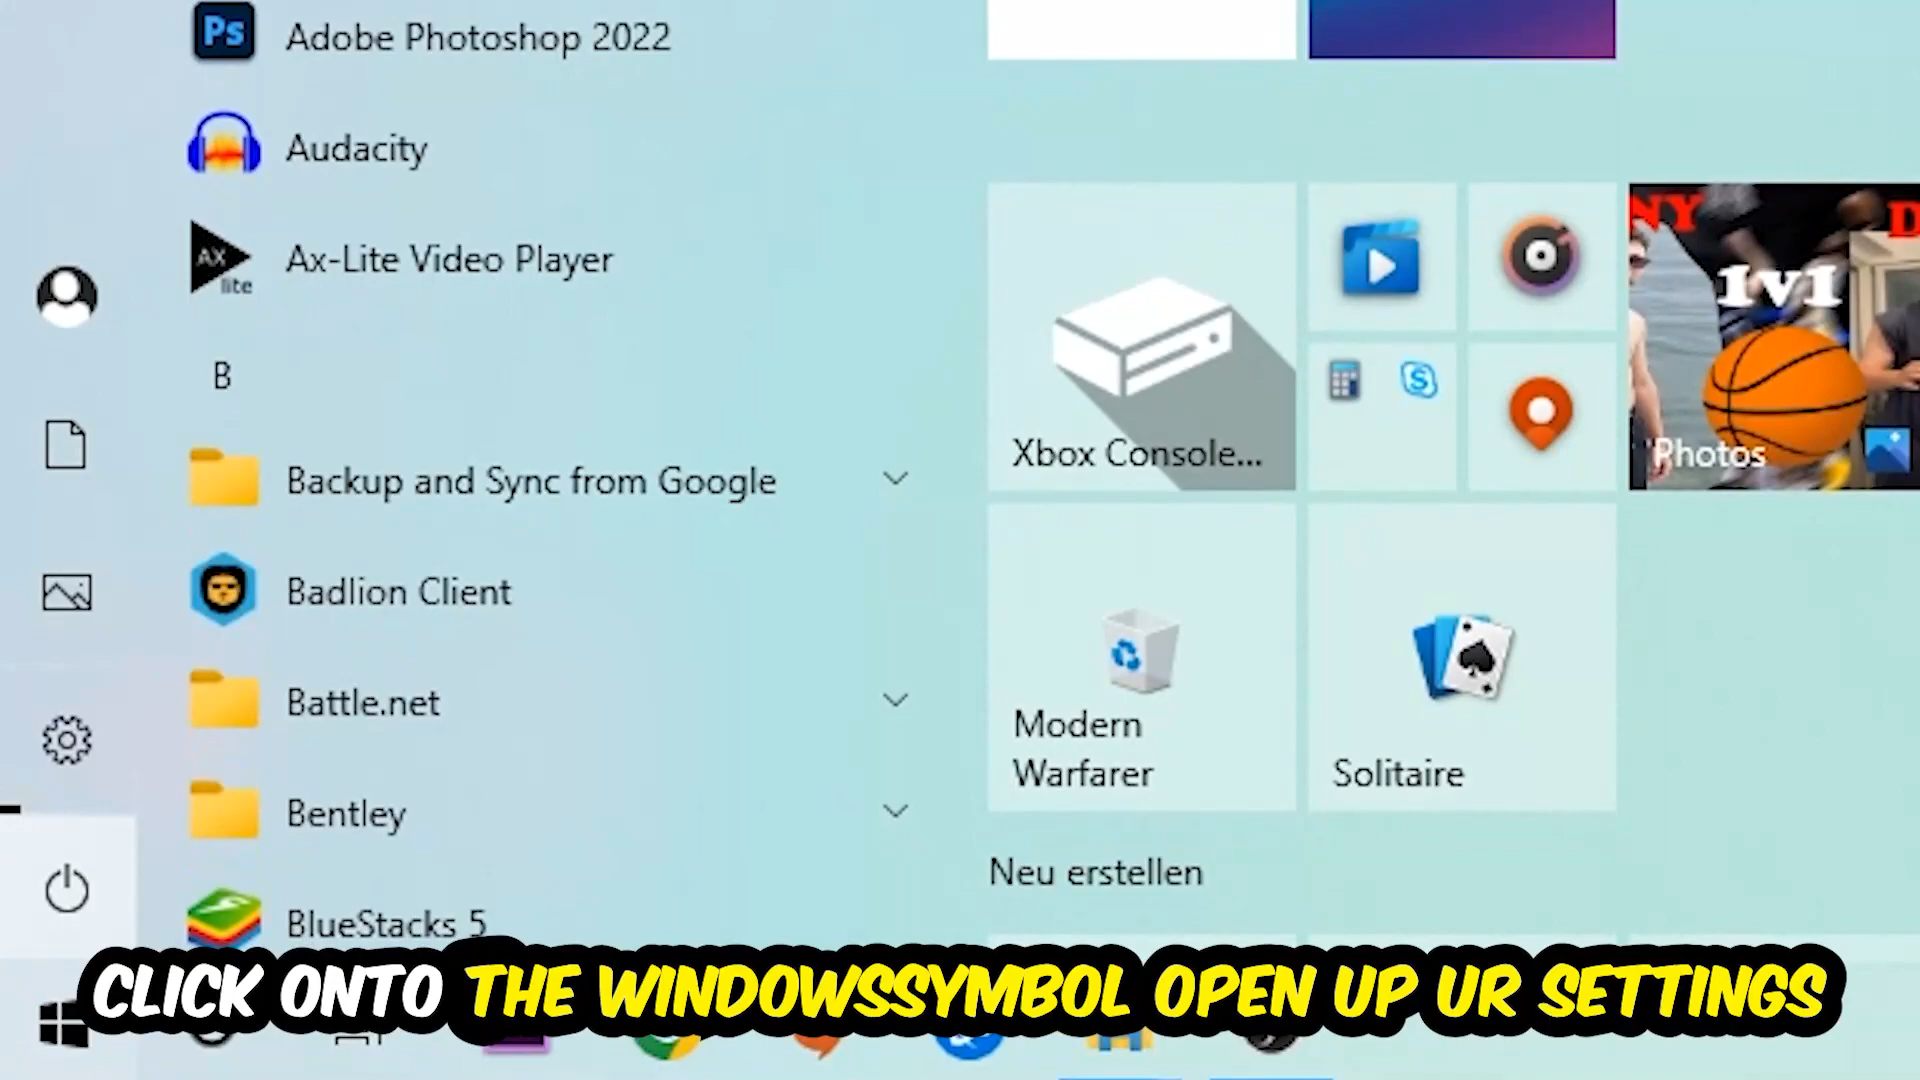 Ps
Adobe Photoshop 2022
Audacity
AX
lite
Ax-Lite Video Player
B
Backup and Sync from Google
Badlion Client
Battle.net
Bentley
BlueStacks 5
Xbox Console...
S
NY
D
1v1
Photos
Modern
Warfarer
Solitaire
Neu erstellen
CLICK ONTO THE WINDOWSSYMBOL OPEN UP UR SETTINGS